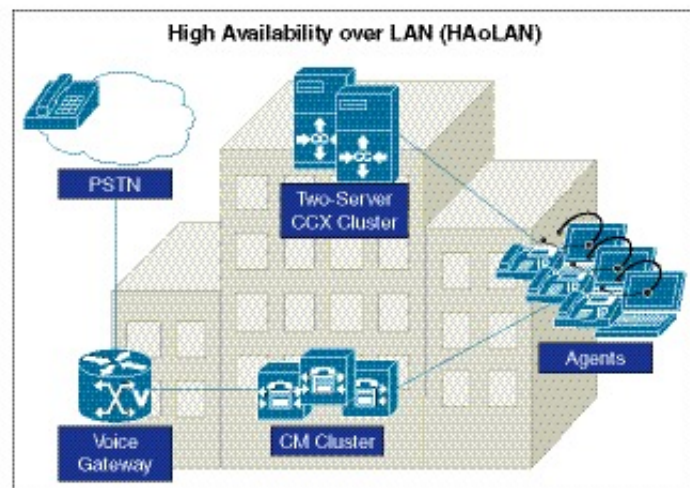 High Availability over LAN (HAoLAN)
PSTN
Two-Server
CCX Cluster
Agents
Voice
Gateway
CM Cluster